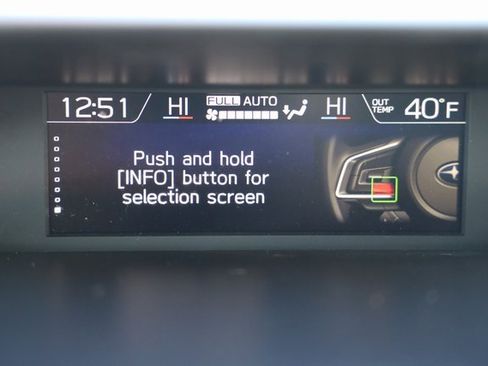 12:51 HI FULL AUTO HI OUT TEMP 40°F
Push and hold
[INFO] button for
selection screen